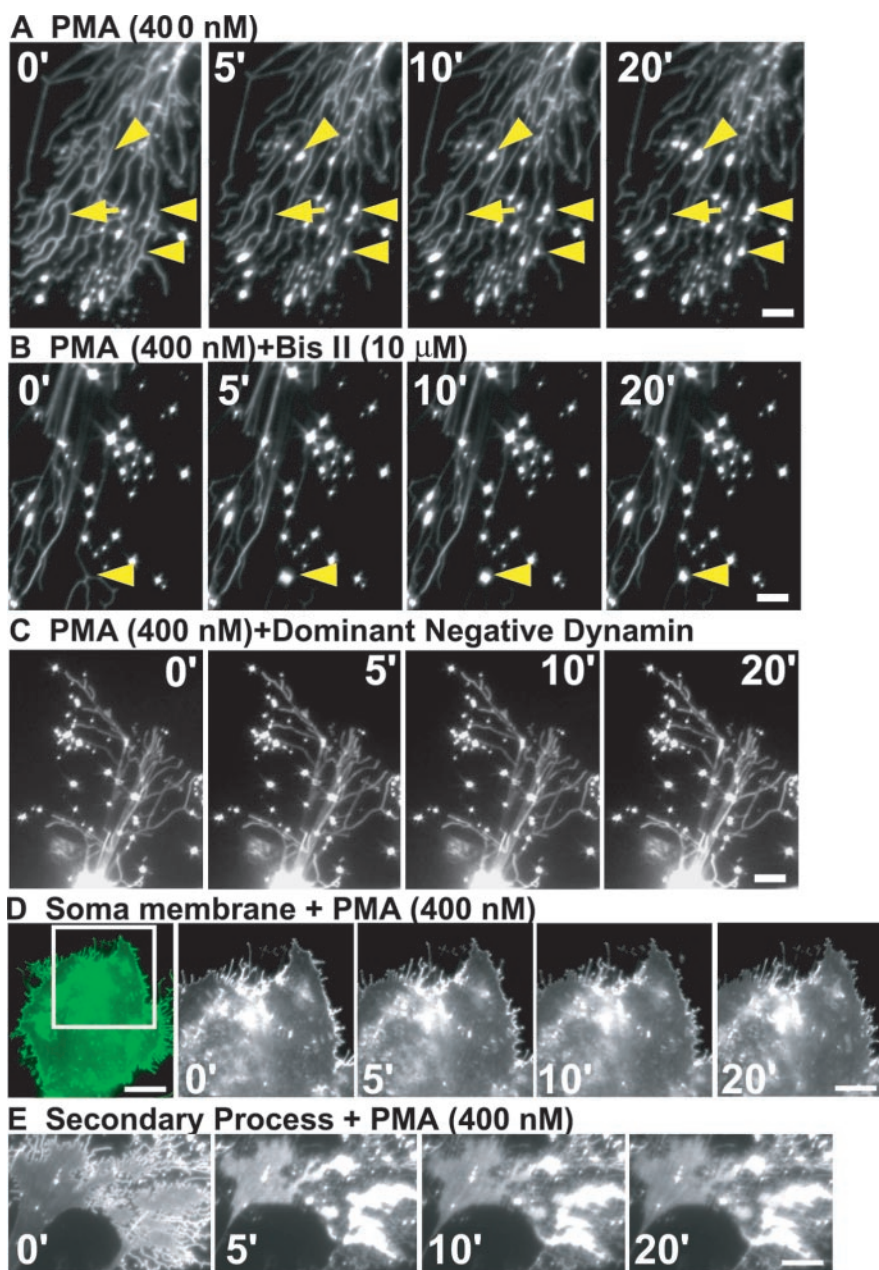 A PMA (400 nM)
0' 5' 10' 20'
B PMA (400 nM)+Bis II (10 µM)
0' 5' 10' 20'
C PMA (400 nM)+Dominant Negative Dynamin
0' 5' 10' 20'
D Soma membrane + PMA (400 nM)
0' 5' 10' 20'
E Secondary Process + PMA (400 nM)
0' 5' 10' 20'